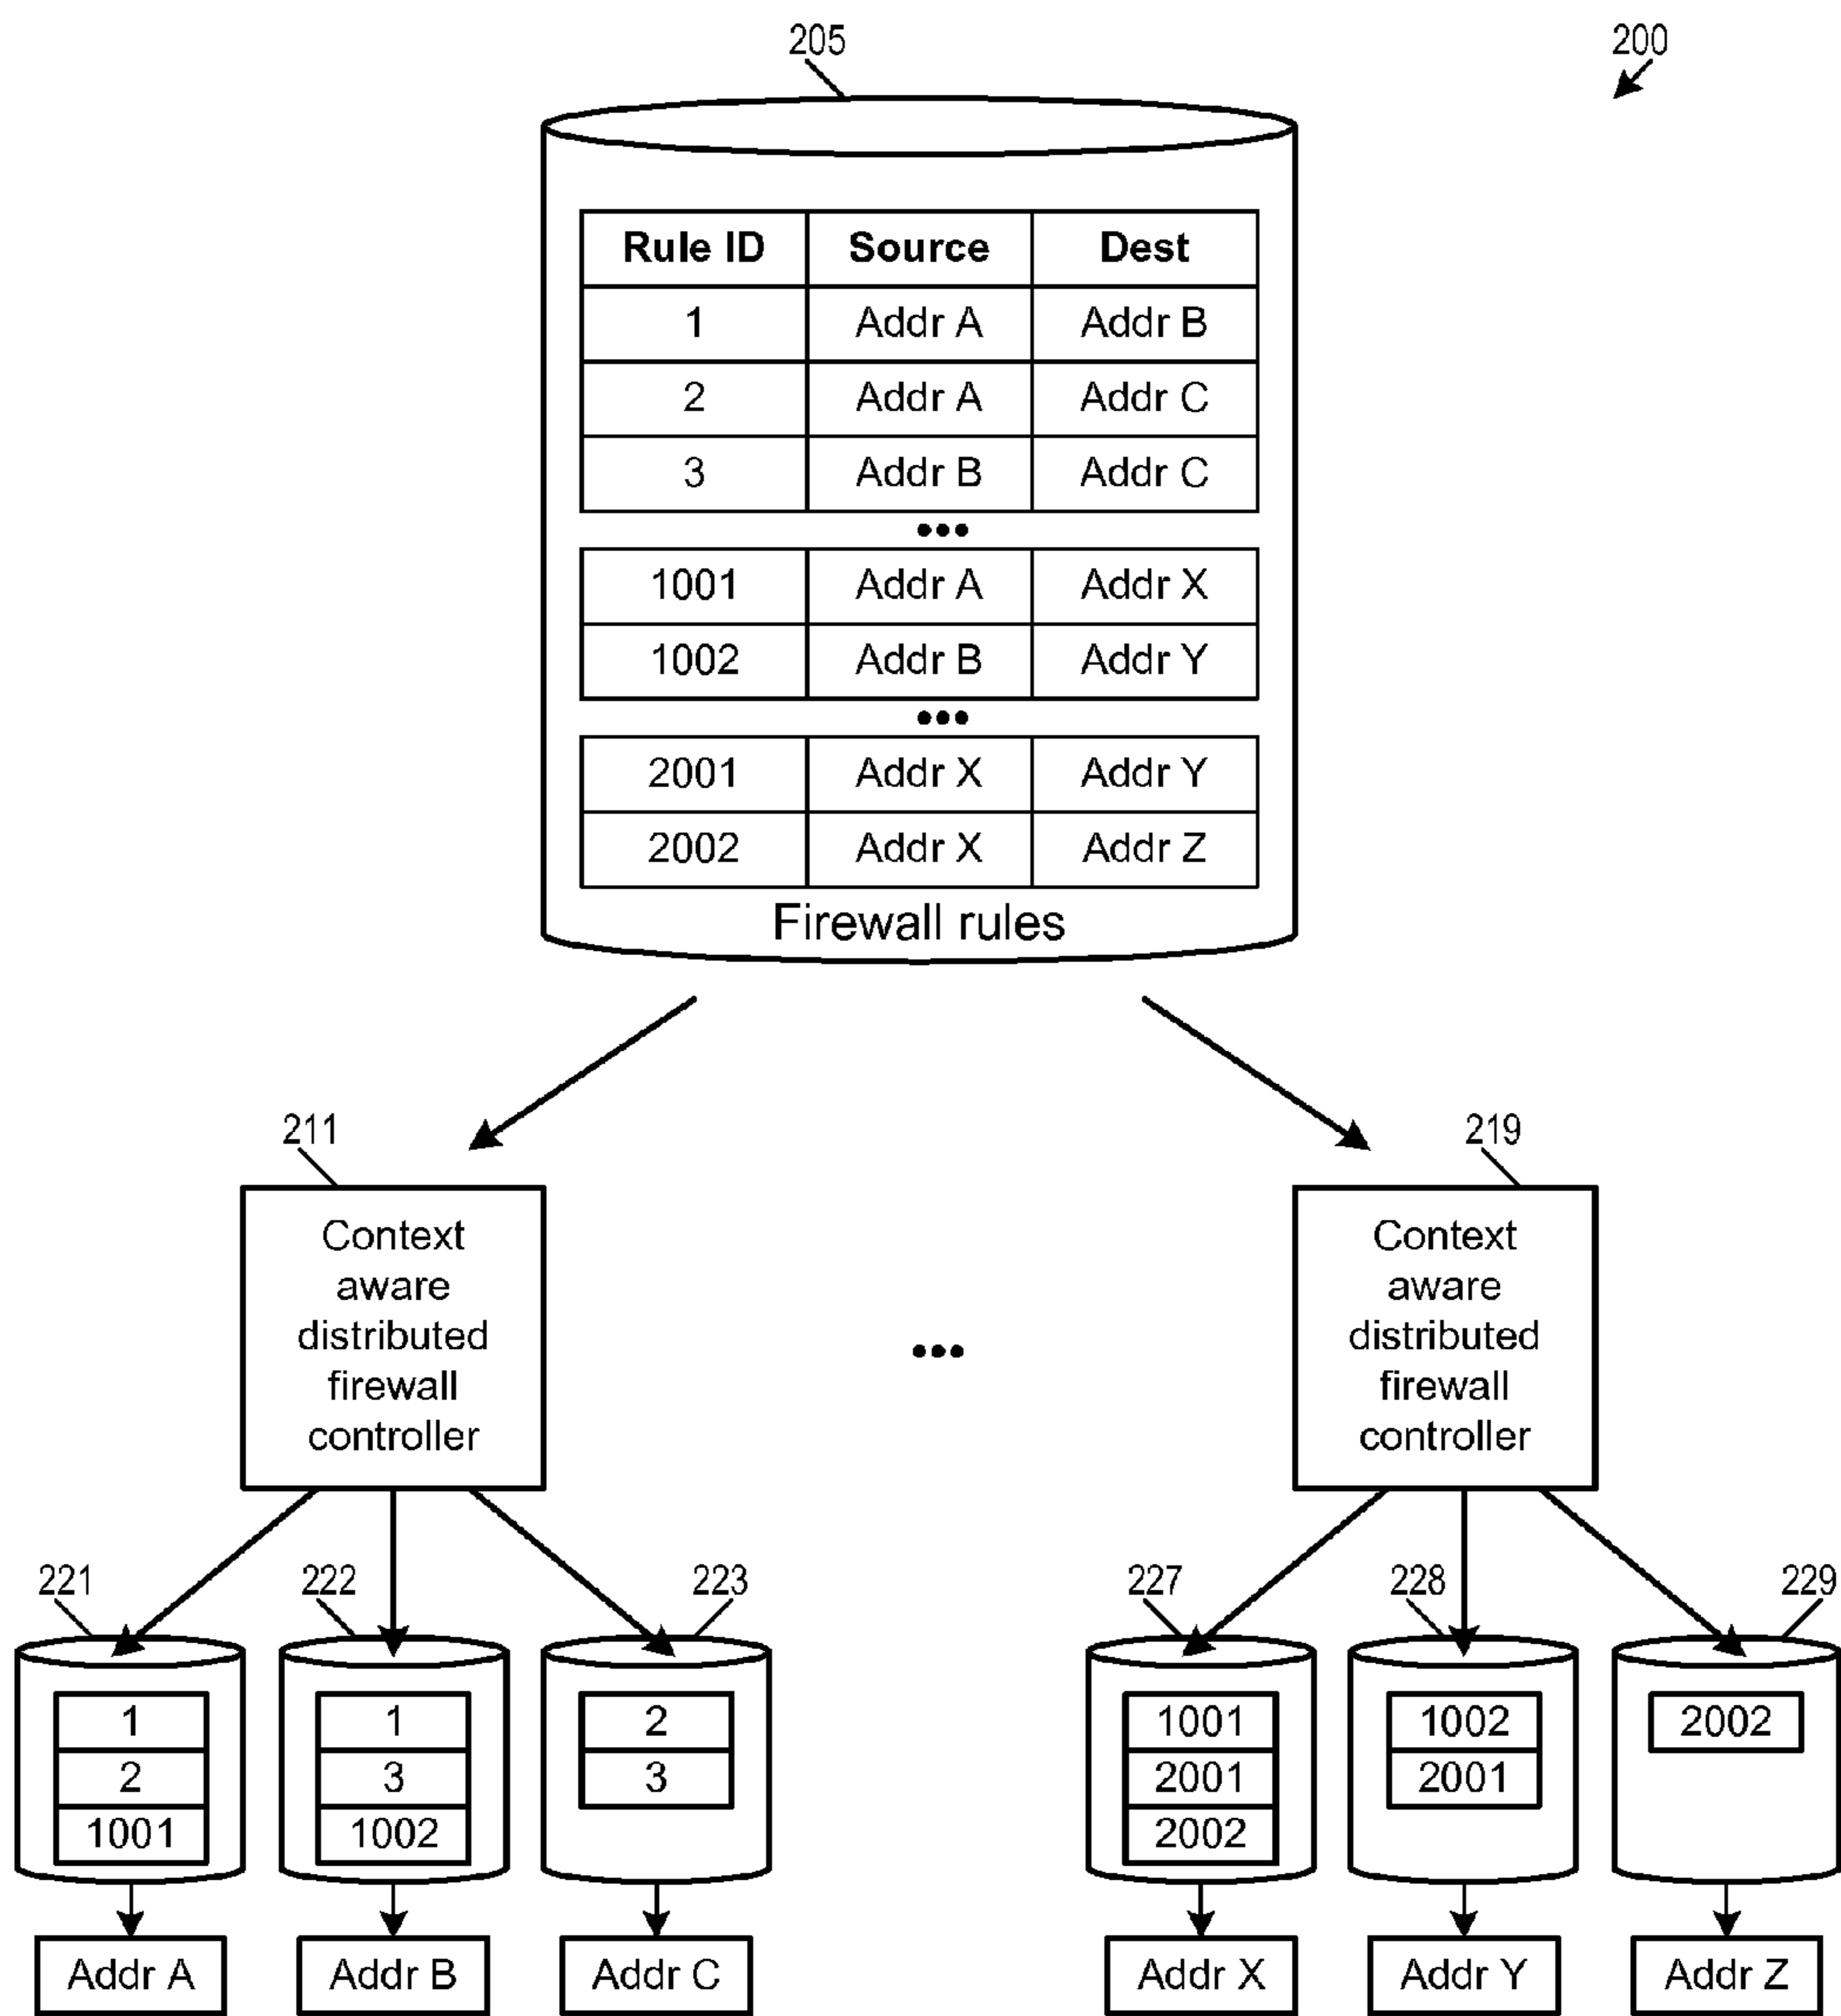 205
200
Rule ID Source Dest
1 Addr A Addr B
2 Addr A Addr C
3 Addr B Addr C
•••
1001 Addr A Addr X
1002 Addr B Addr Y
•••
2001 Addr X Addr Y
2002 Addr X Addr Z
Firewall rules
211
Context
aware
distributed
firewall
controller
•••
219
Context
aware
distributed
firewall
controller
221
1
2
1001
Addr A
222
1
3
1002
Addr B
223
2
3
Addr C
227
1001
2001
2002
Addr X
228
1002
2001
Addr Y
229
2002
Addr Z